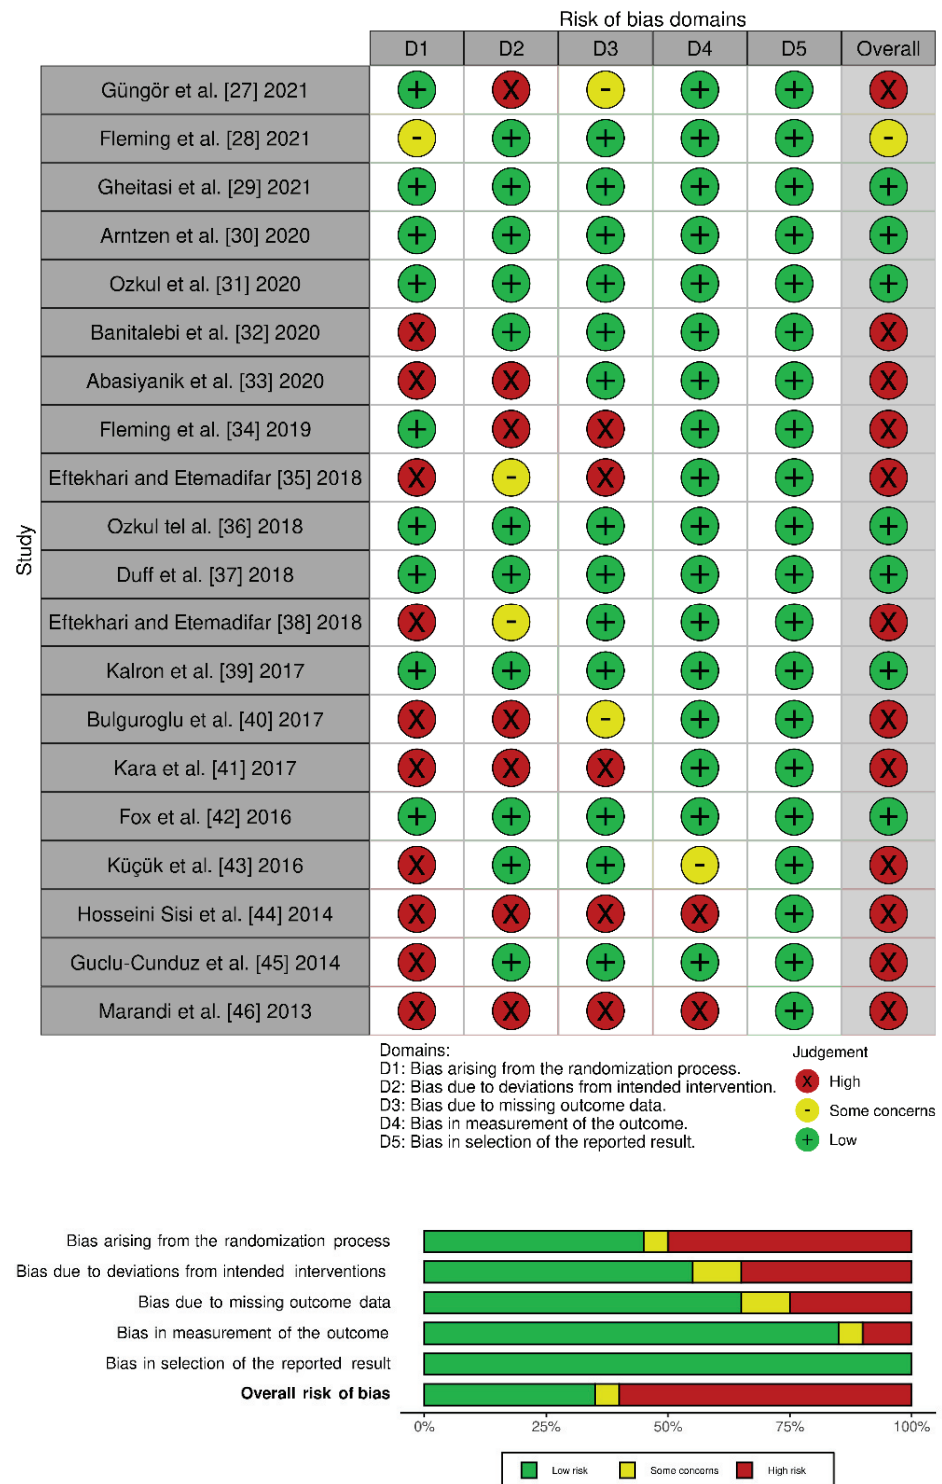 Risk of bias domains
D1 D2 D3 D4 D5 Overall
Study
Güngör et al. [27] 2021 + X - + + X
Fleming et al. [28] 2021 - + + + + -
Gheitasi et al. [29] 2021 + + + + + +
Arntzen et al. [30] 2020 + + + + + +
Ozkul et al. [31] 2020 + + + + + +
Banitalebi et al. [32] 2020 X + + + + X
Abasiyanik et al. [33] 2020 X X + + + X
Fleming et al. [34] 2019 + X X + + X
Eftekhari and Etemadifar [35] 2018 X - X + + X
Ozkul tel al. [36] 2018 + + + + + +
Duff et al. [37] 2018 + + + + + +
Eftekhari and Etemadifar [38] 2018 X - + + + X
Kalron et al. [39] 2017 + + + + + +
Bulguroglu et al. [40] 2017 X X - + + X
Kara et al. [41] 2017 X X X + + X
Fox et al. [42] 2016 + + + + + +
Küçük et al. [43] 2016 X + + - + X
Hosseini Sisi et al. [44] 2014 X X X X + X
Guclu-Cunduz et al. [45] 2014 X + + + + X
Marandi et al. [46] 2013 X X X X + X
Domains:
D1: Bias arising from the randomization process.
D2: Bias due to deviations from intended intervention.
D3: Bias due to missing outcome data.
D4: Bias in measurement of the outcome.
D5: Bias in selection of the reported result.
Judgement
X High
- Some concerns
+ Low
Bias arising from the randomization process
Bias due to deviations from intended interventions
Bias due to missing outcome data
Bias in measurement of the outcome
Bias in selection of the reported result
Overall risk of bias
0% 25% 50% 75% 100%
Low risk Some concerns High risk